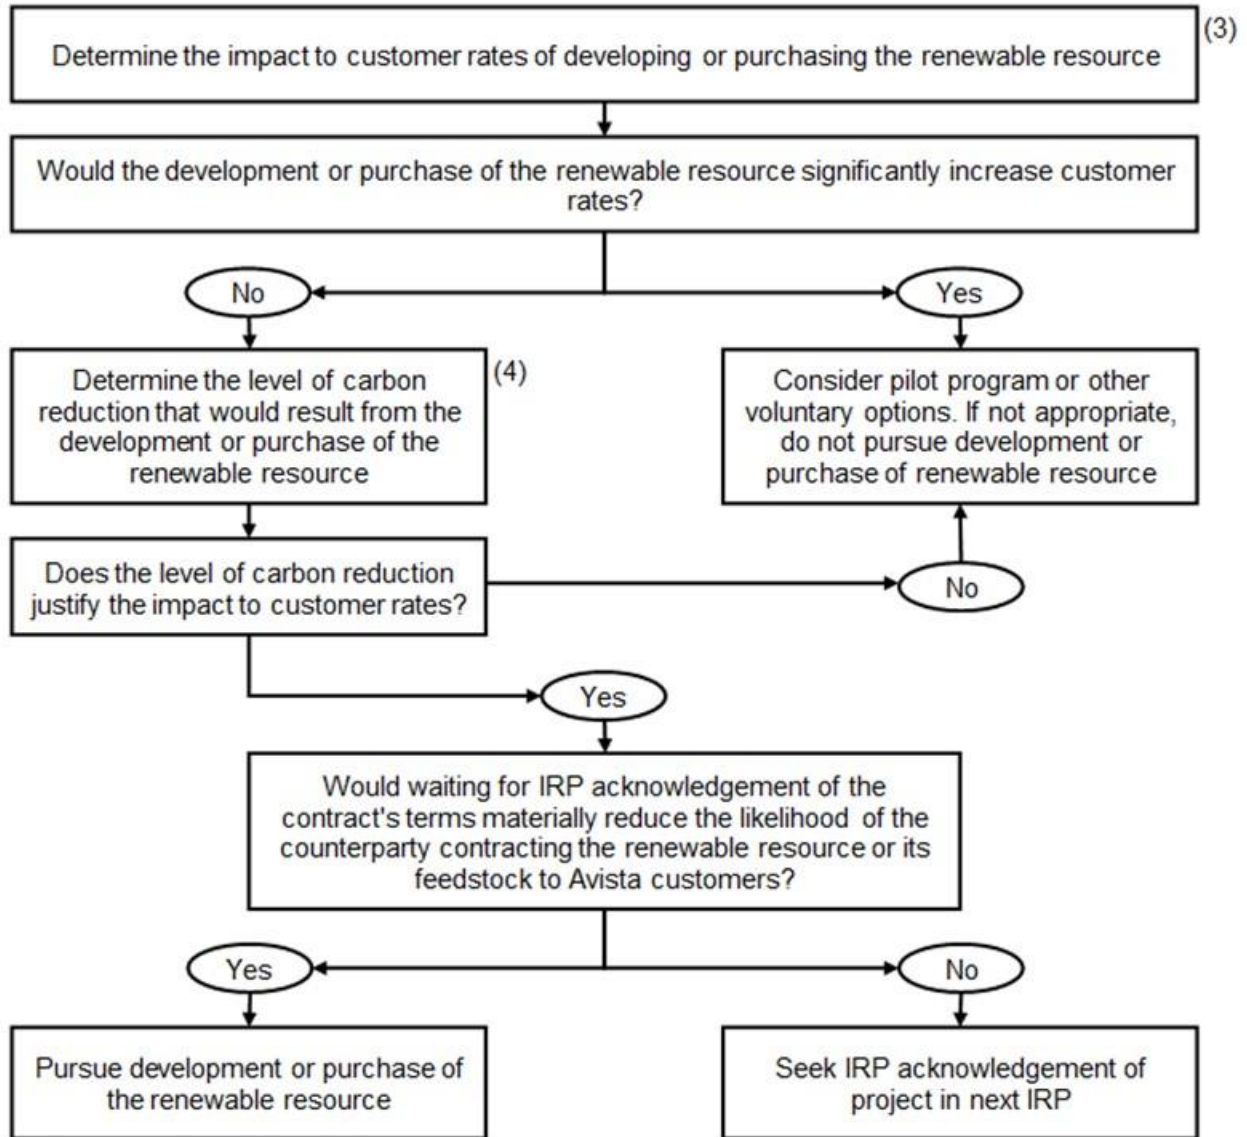 Determine the impact to customer rates of developing or purchasing the renewable resource
(3)
Would the development or purchase of the renewable resource significantly increase customer
rates?
No
Yes
Determine the level of carbon
reduction that would result from the
development or purchase of the
renewable resource
(4)
Consider pilot program or other
voluntary options. If not appropriate,
do not pursue development or
purchase of renewable resource
Does the level of carbon reduction
justify the impact to customer rates?
No
Yes
Would waiting for IRP acknowledgement of the
contract's terms materially reduce the likelihood of the
counterparty contracting the renewable resource or its
feedstock to Avista customers?
Yes
No
Pursue development or purchase of
the renewable resource
Seek IRP acknowledgement of
project in next IRP